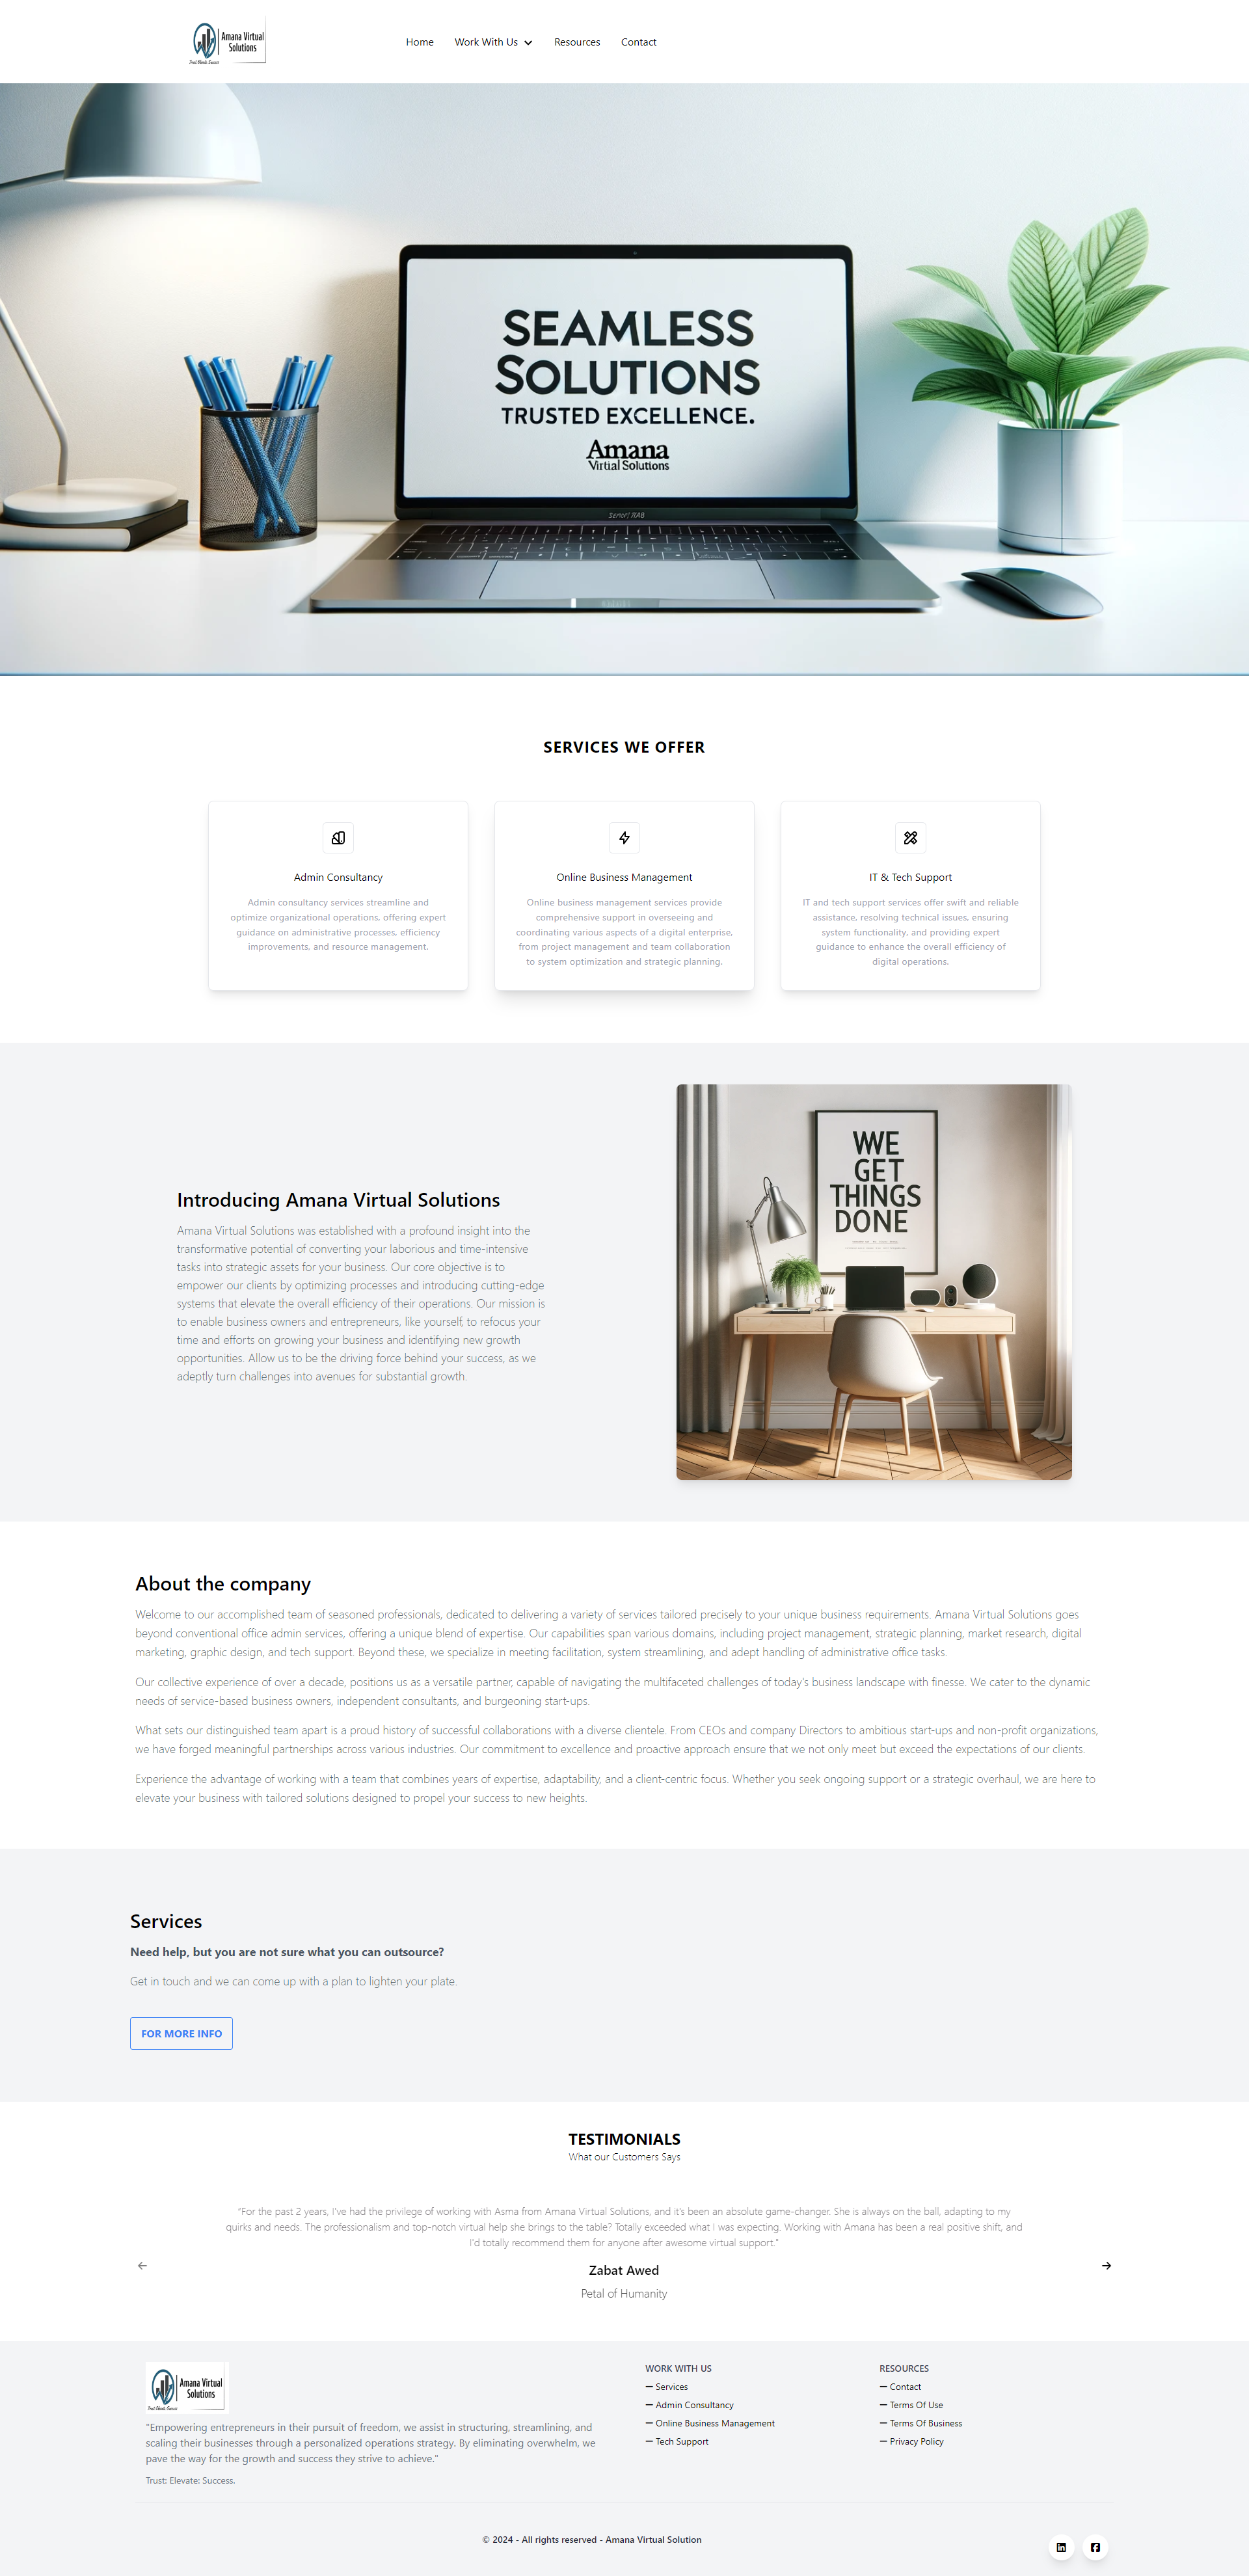 Amana Virtual
Solutions
Trust Elevate Success
Home Work With Us Resources Contact
SEAMLESS
SOLUTIONS
TRUSTED EXCELLENCE.
Amana
Virtial Solutions
SERVICES WE OFFER
Admin Consultancy
Admin consultancy services streamline and
optimize organizational operations, offering expert
guidance on administrative processes, efficiency
improvements, and resource management.
Online Business Management
Online business management services provide
comprehensive support in overseeing and
coordinating various aspects of a digital enterprise,
from project management and team collaboration
to system optimization and strategic planning.
IT & Tech Support
IT and tech support services offer swift and reliable
assistance, resolving technical issues, ensuring
system functionality, and providing expert
guidance to enhance the overall efficiency of
digital operations.
Introducing Amana Virtual Solutions
Amana Virtual Solutions was established with a profound insight into the
transformative potential of converting your laborious and time-intensive
tasks into strategic assets for your business. Our core objective is to
empower our clients by optimizing processes and introducing cutting-edge
systems that elevate the overall efficiency of their operations. Our mission is
to enable business owners and entrepreneurs, like yourself, to refocus your
time and efforts on growing your business and identifying new growth
opportunities. Allow us to be the driving force behind your success, as we
adeptly turn challenges into avenues for substantial growth.
WE
GET
THINGS
DONE
About the company
Welcome to our accomplished team of seasoned professionals, dedicated to delivering a variety of services tailored precisely to your unique business requirements. Amana Virtual Solutions goes
beyond conventional office admin services, offering a unique blend of expertise. Our capabilities span various domains, including project management, strategic planning, market research, digital
marketing, graphic design, and tech support. Beyond these, we specialize in meeting facilitation, system streamlining, and adept handling of administrative office tasks.
Our collective experience of over a decade, positions us as a versatile partner, capable of navigating the multifaceted challenges of today's business landscape with finesse. We cater to the dynamic
needs of service-based business owners, independent consultants, and burgeoning start-ups.
What sets our distinguished team apart is a proud history of successful collaborations with a diverse clientele. From CEOs and company Directors to ambitious start-ups and non-profit organizations,
we have forged meaningful partnerships across various industries. Our commitment to excellence and proactive approach ensure that we not only meet but exceed the expectations of our clients.
Experience the advantage of working with a team that combines years of expertise, adaptability, and a client-centric focus. Whether you seek ongoing support or a strategic overhaul, we are here to
elevate your business with tailored solutions designed to propel your success to new heights.
Services
Need help, but you are not sure what you can outsource?
Get in touch and we can come up with a plan to lighten your plate.
FOR MORE INFO
TESTIMONIALS
What our Customers Says
"For the past 2 years, I've had the privilege of working with Asma from Amana Virtual Solutions, and it's been an absolute game-changer. She is always on the ball, adapting to my
quirks and needs. The professionalism and top-notch virtual help she brings to the table? Totally exceeded what I was expecting. Working with Amana has been a real positive shift, and
I'd totally recommend them for anyone after awesome virtual support."
Zabat Awed
Petal of Humanity
Amana Virtual
Solutions
Trust Elevate Success
"Empowering entrepreneurs in their pursuit of freedom, we assist in structuring, streamlining, and
scaling their businesses through a personalized operations strategy. By eliminating overwhelm, we
pave the way for the growth and success they strive to achieve."
Trust: Elevate: Success.
WORK WITH US
— Services
— Admin Consultancy
— Online Business Management
— Tech Support
RESOURCES
— Contact
— Terms Of Use
— Terms Of Business
— Privacy Policy
© 2024 - All rights reserved - Amana Virtual Solution